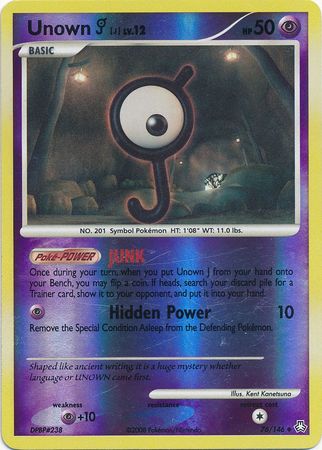 Unown J [J] LV.12 HP 50
BASIC
NO. 201 Symbol Pokémon HT: 1'08" WT: 11.0 lbs.
Poké-POWER JUNK
Once during your turn, when you put Unown J from your hand onto
your Bench, you may flip a coin. If heads, search your discard pile for
a Trainer card, show it to your opponent, and put it into your hand.
Hidden Power 10
Remove the Special Condition Asleep from the Defending Pokémon.
Shaped like ancient writing, it is a huge mystery whether
language or UNOWN came first.
Illus. Kent Kanetsuna
weakness resistance retreat cost
+10
DPBP#238 ©2008 Pokémon/Nintendo 76/146